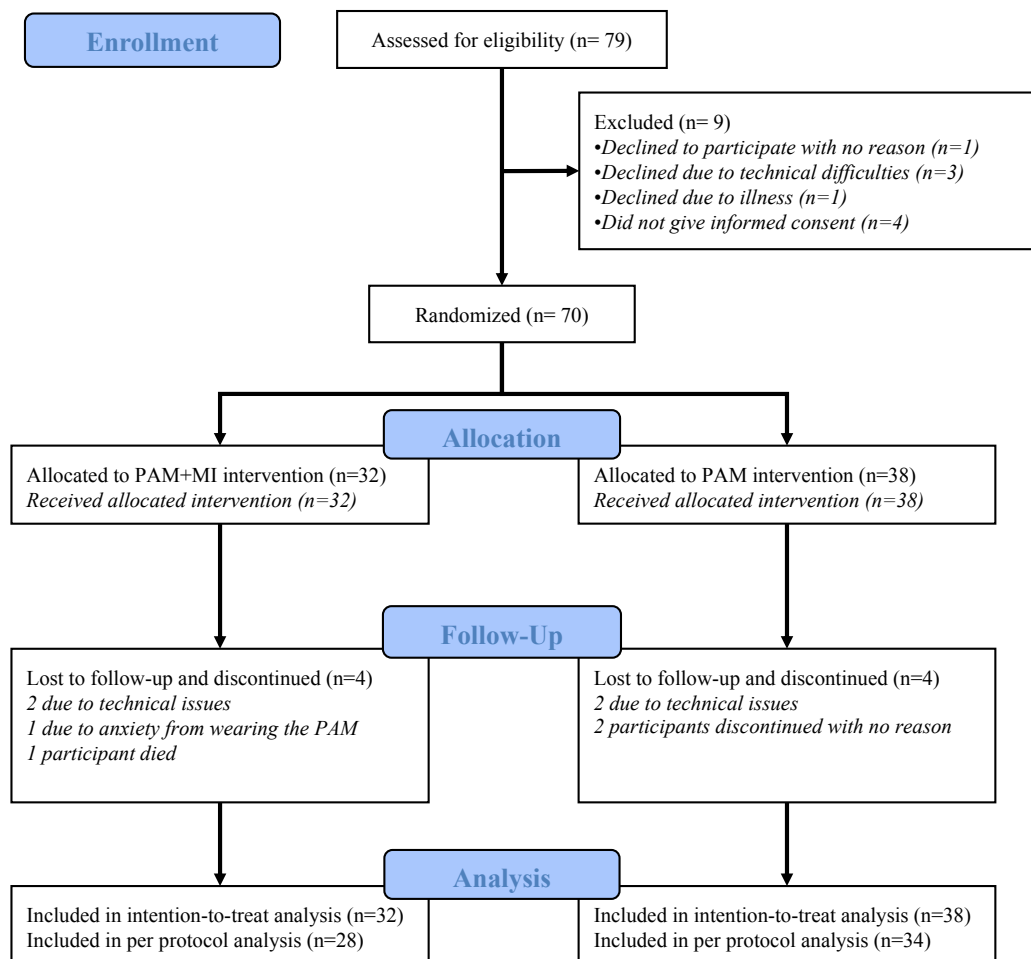 Enrollment
Assessed for eligibility (n= 79)
Excluded (n= 9)
•Declined to participate with no reason (n=1)
•Declined due to technical difficulties (n=3)
•Declined due to illness (n=1)
•Did not give informed consent (n=4)
Randomized (n= 70)
Allocation
Allocated to PAM+MI intervention (n=32)
Received allocated intervention (n=32)
Allocated to PAM intervention (n=38)
Received allocated intervention (n=38)
Follow-Up
Lost to follow-up and discontinued (n=4)
2 due to technical issues
1 due to anxiety from wearing the PAM
1 participant died
Lost to follow-up and discontinued (n=4)
2 due to technical issues
2 participants discontinued with no reason
Analysis
Included in intention-to-treat analysis (n=32)
Included in per protocol analysis (n=28)
Included in intention-to-treat analysis (n=38)
Included in per protocol analysis (n=34)